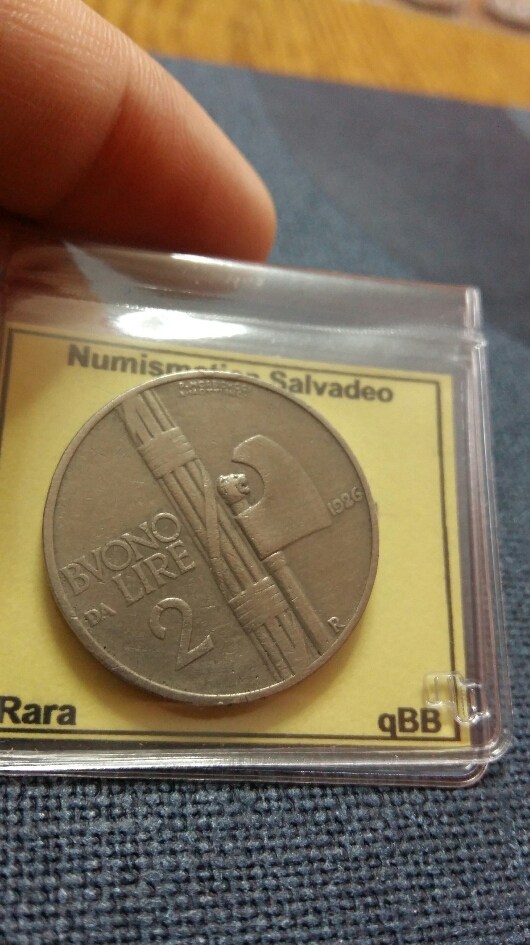 Numismatica Salvadeo
1926
BVONO
DA LIRE
2
R
Rara
qBB